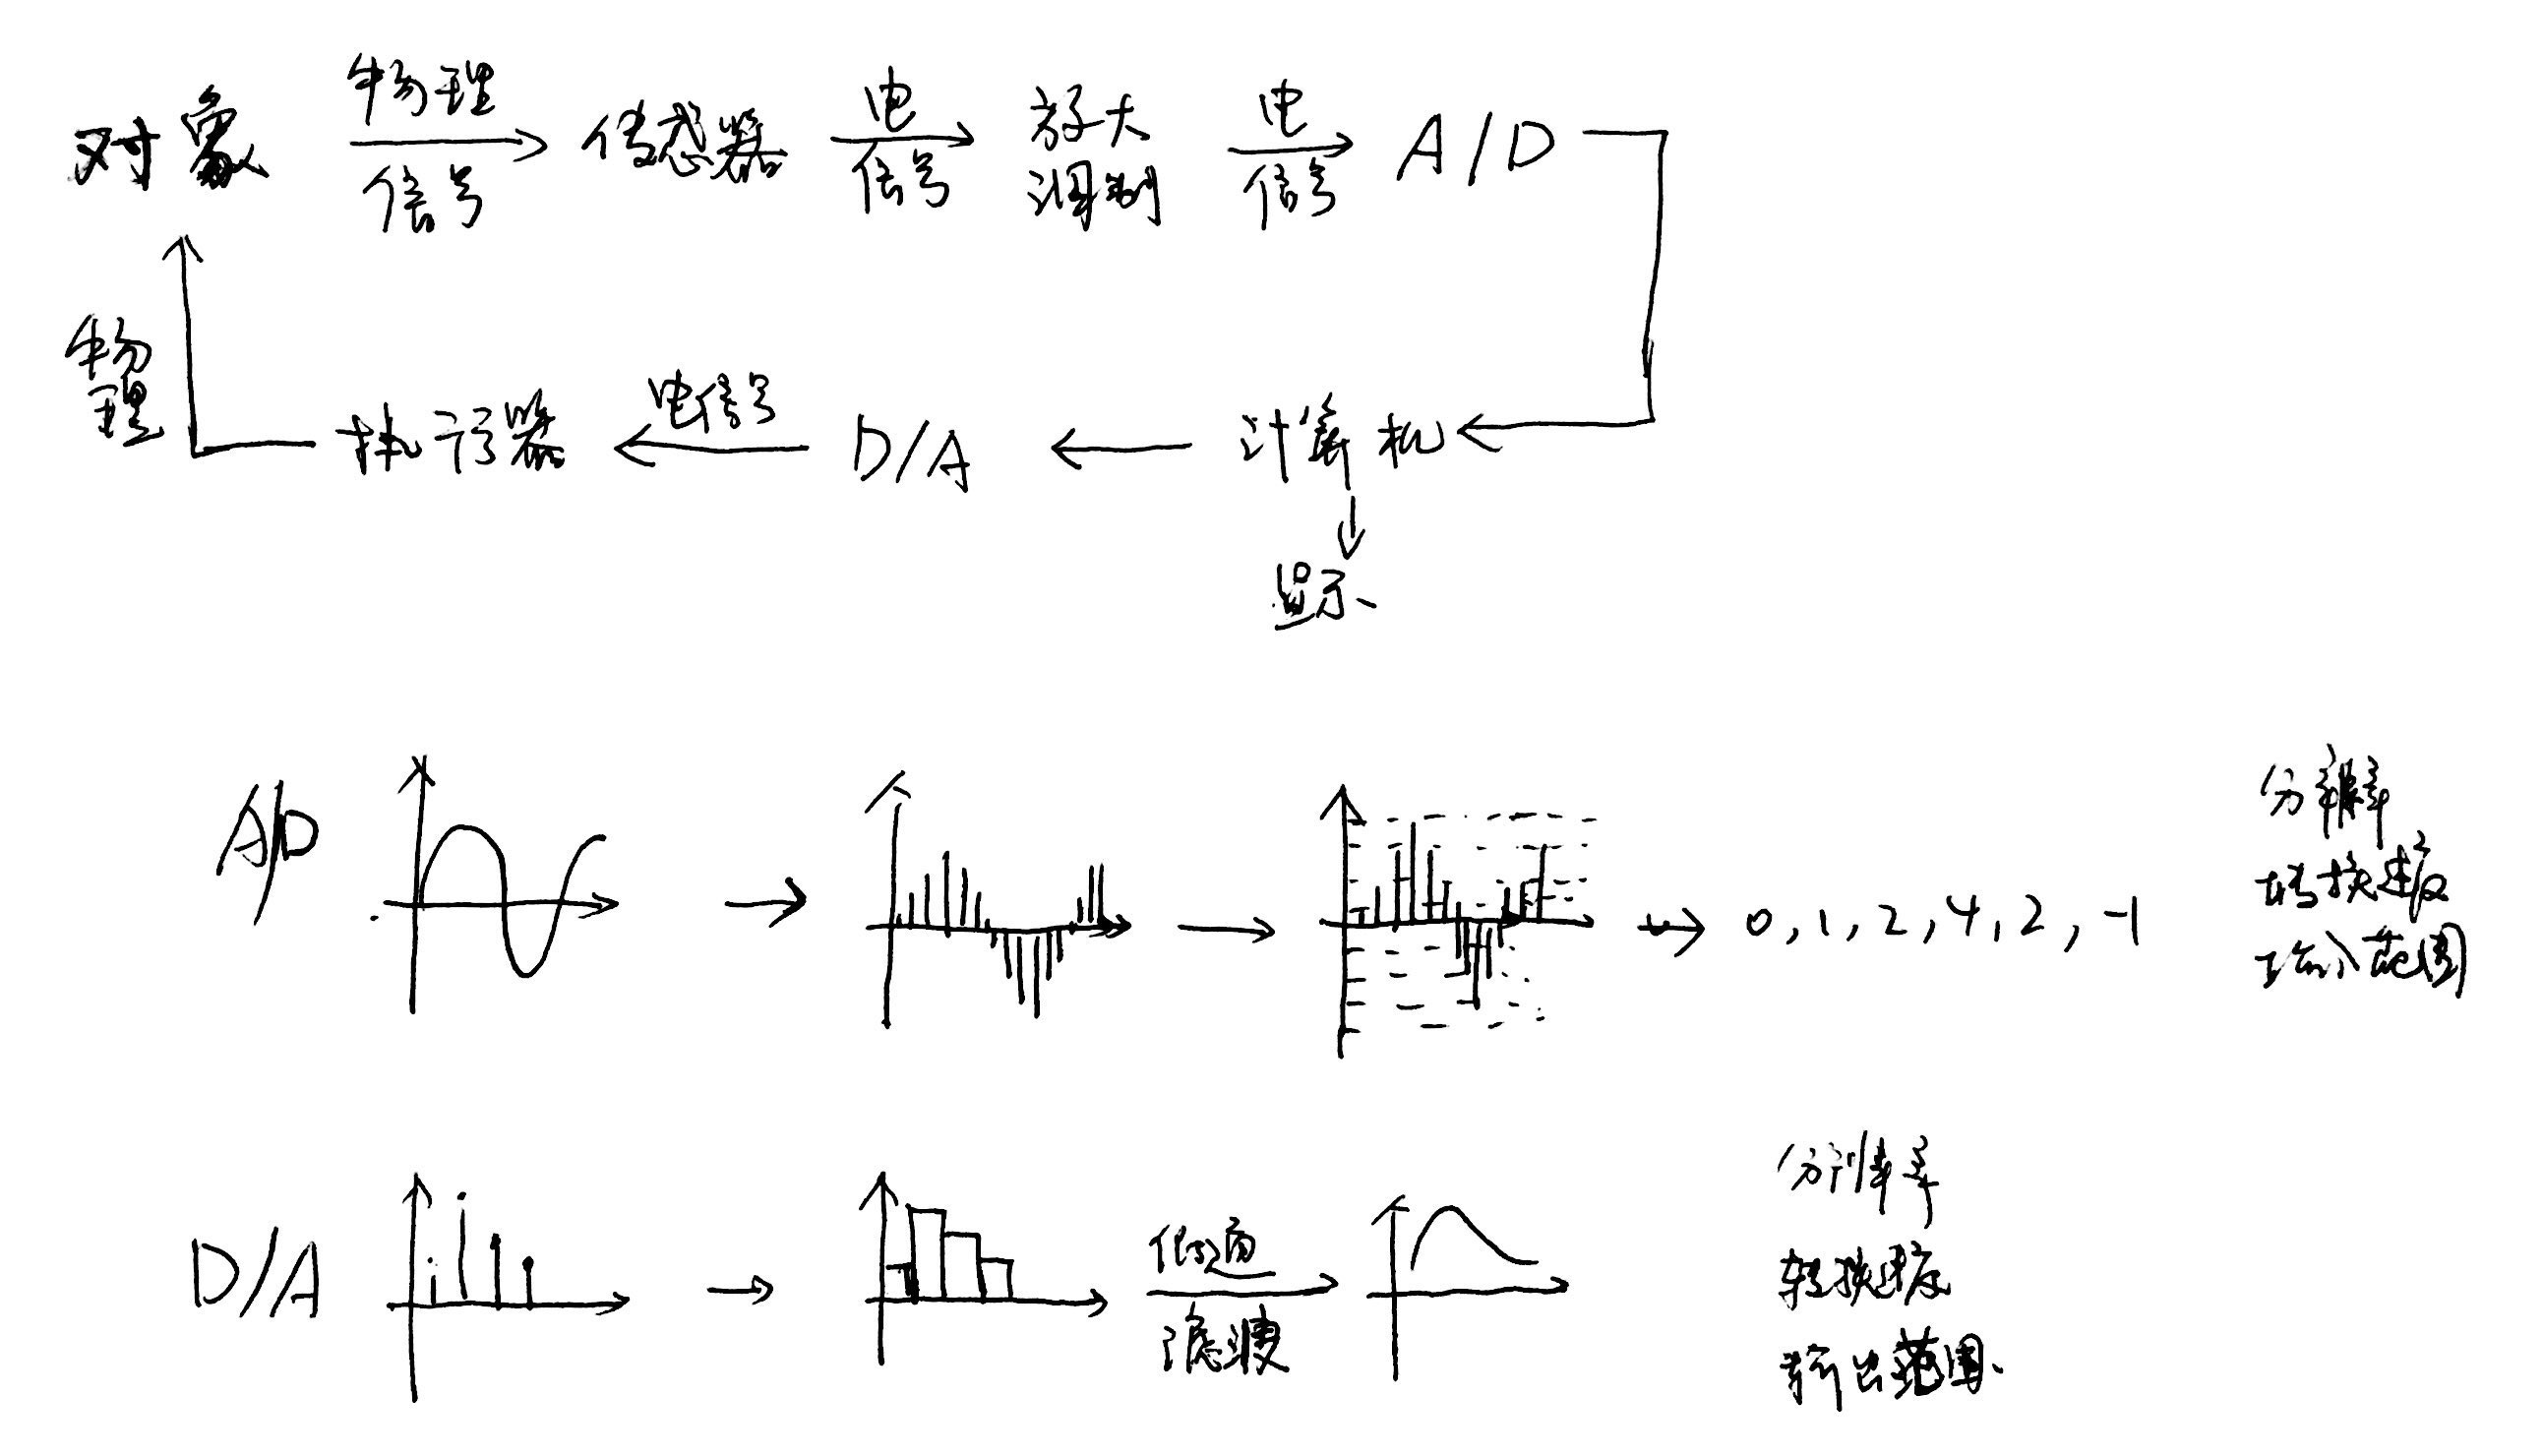 对象
物理
信号
传感器
电
信号
放大
调制
电
信号
A/D
物理
执行器
电信号
D/A
计算机
显示
A/D
0, 1, 2, 4, 2, -1
分辨率
转换速度
输入范围
D/A
低通
滤波
分辨率
转换速度
输出范围